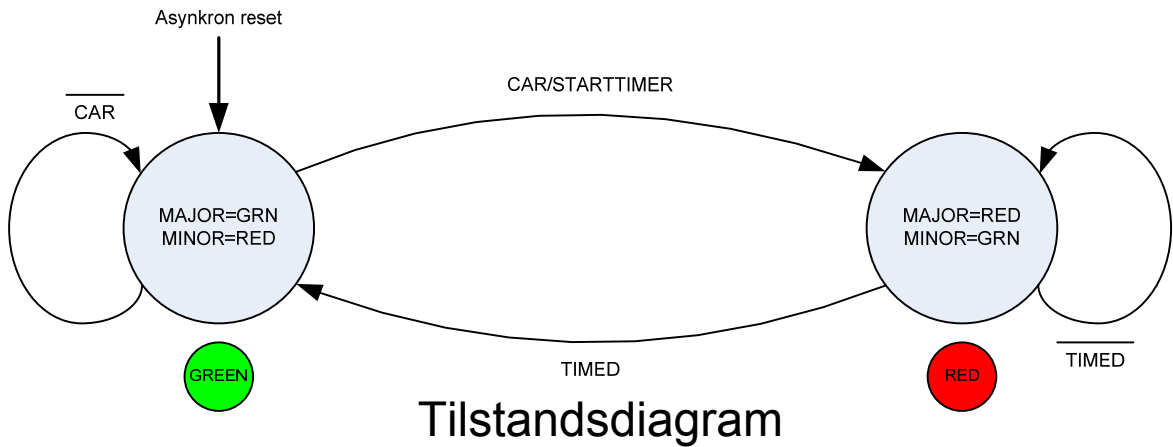 Asynkron reset
CAR/STARTTIMER
CAR
MAJOR=GRN
MINOR=RED
MAJOR=RED
MINOR=GRN
TIMED
TIMED
GREEN
RED
Tilstandsdiagram